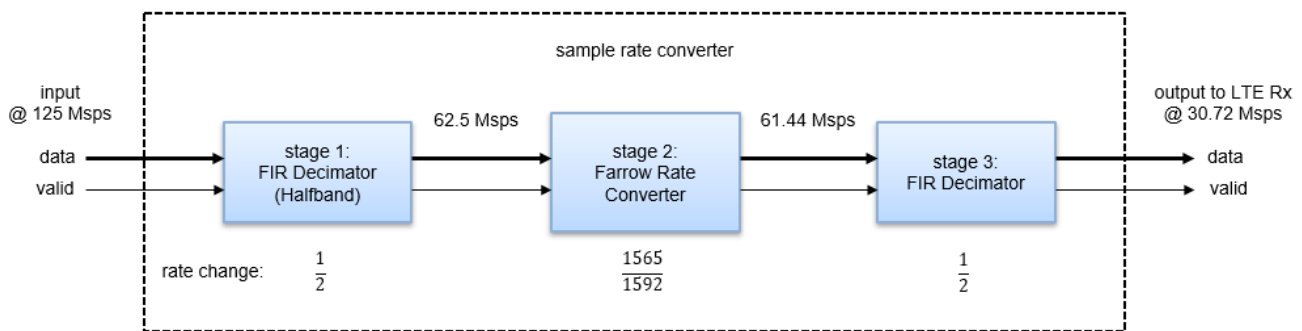 sample rate converter
input
@ 125 Msps
output to LTE Rx
@ 30.72 Msps
62.5 Msps
61.44 Msps
data
valid
stage 1:
FIR Decimator
(Halfband)
stage 2:
Farrow Rate
Converter
stage 3:
FIR Decimator
data
valid
rate change:
1/2
1565/1592
1/2